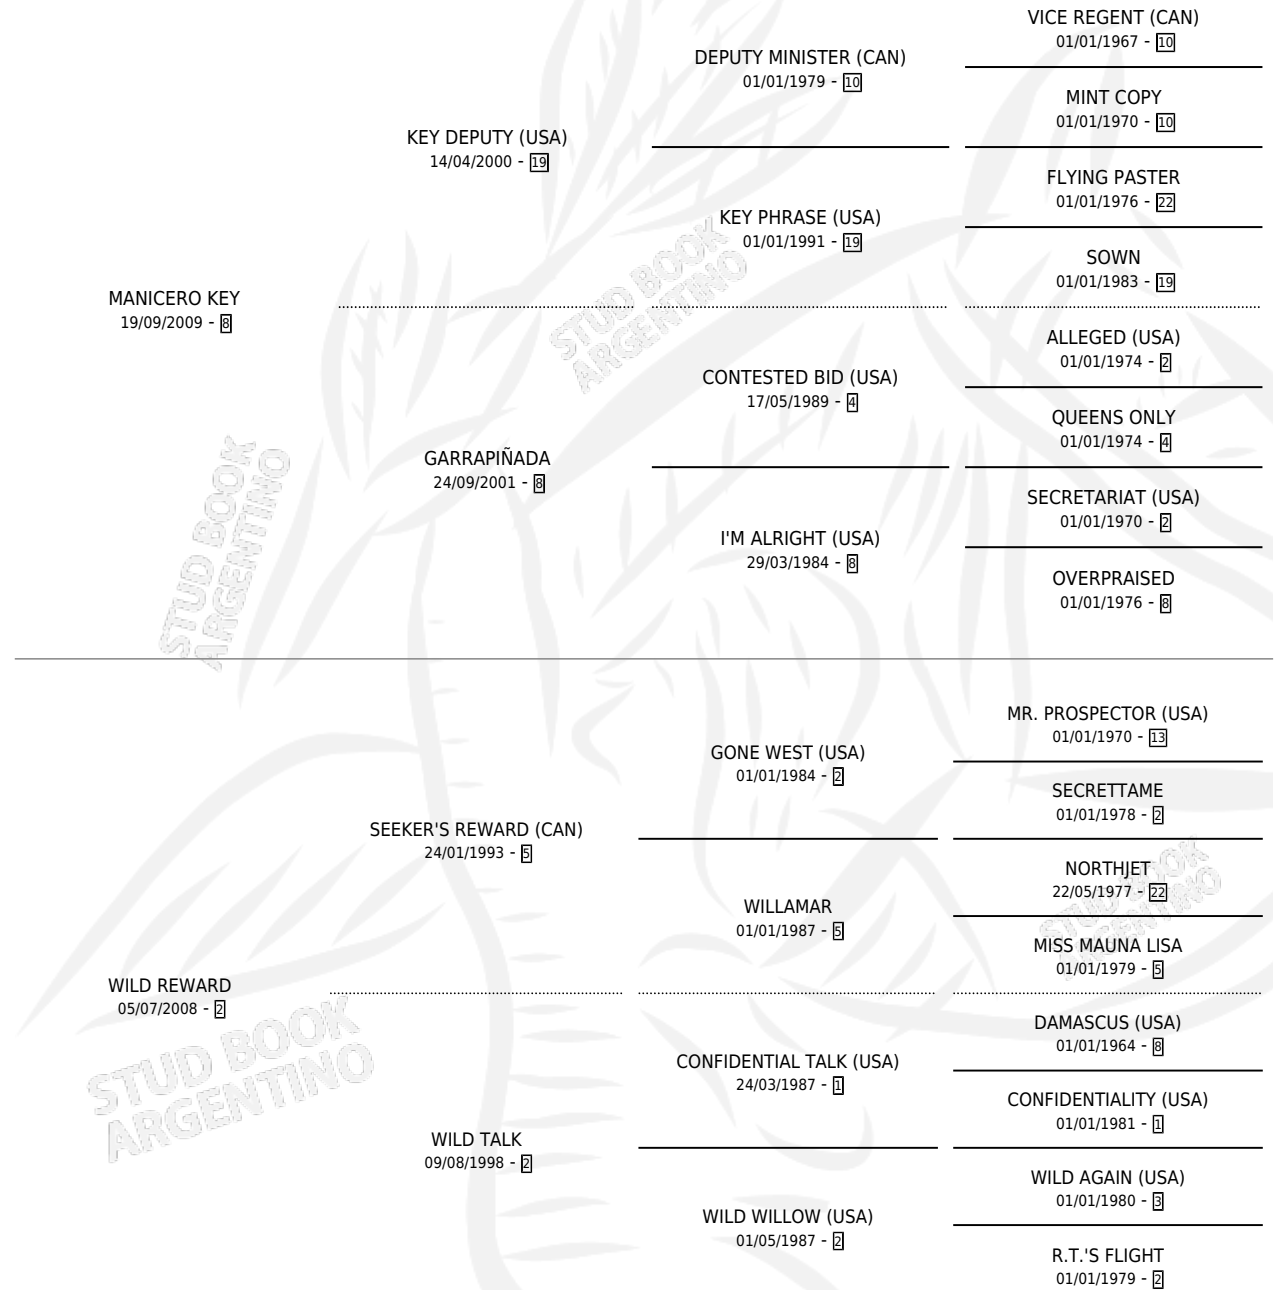 VICE REGENT (CAN)
01/01/1967 - 10
DEPUTY MINISTER (CAN)
01/01/1979 - 10
MINT COPY
01/01/1970 - 10
KEY DEPUTY (USA)
14/04/2000 - 19
FLYING PASTER
01/01/1976 - 22
KEY PHRASE (USA)
01/01/1991 - 19
SOWN
01/01/1983 - 19
STUD BOOK
ARGENTINO
MANICERO KEY
19/09/2009 - 8
ALLEGED (USA)
01/01/1974 - 2
CONTESTED BID (USA)
17/05/1989 - 4
QUEENS ONLY
01/01/1974 - 4
GARRAPIÑADA
24/09/2001 - 8
SECRETARIAT (USA)
01/01/1970 - 2
I'M ALRIGHT (USA)
29/03/1984 - 8
OVERPRAISED
01/01/1976 - 8
STUD BOOK
ARGENTINO
MR. PROSPECTOR (USA)
01/01/1970 - 13
GONE WEST (USA)
01/01/1984 - 2
SECRETTAME
01/01/1978 - 2
SEEKER'S REWARD (CAN)
24/01/1993 - 5
NORTHJET
22/05/1977 - 22
WILLAMAR
01/01/1987 - 5
MISS MAUNA LISA
01/01/1979 - 5
STUD BOOK
ARGENTINO
WILD REWARD
05/07/2008 - 2
DAMASCUS (USA)
01/01/1964 - 8
CONFIDENTIAL TALK (USA)
24/03/1987 - 1
CONFIDENTIALITY (USA)
01/01/1981 - 1
STUD BOOK
ARGENTINO
WILD TALK
09/08/1998 - 2
WILD AGAIN (USA)
01/01/1980 - 3
WILD WILLOW (USA)
01/05/1987 - 2
R.T.'S FLIGHT
01/01/1979 - 2